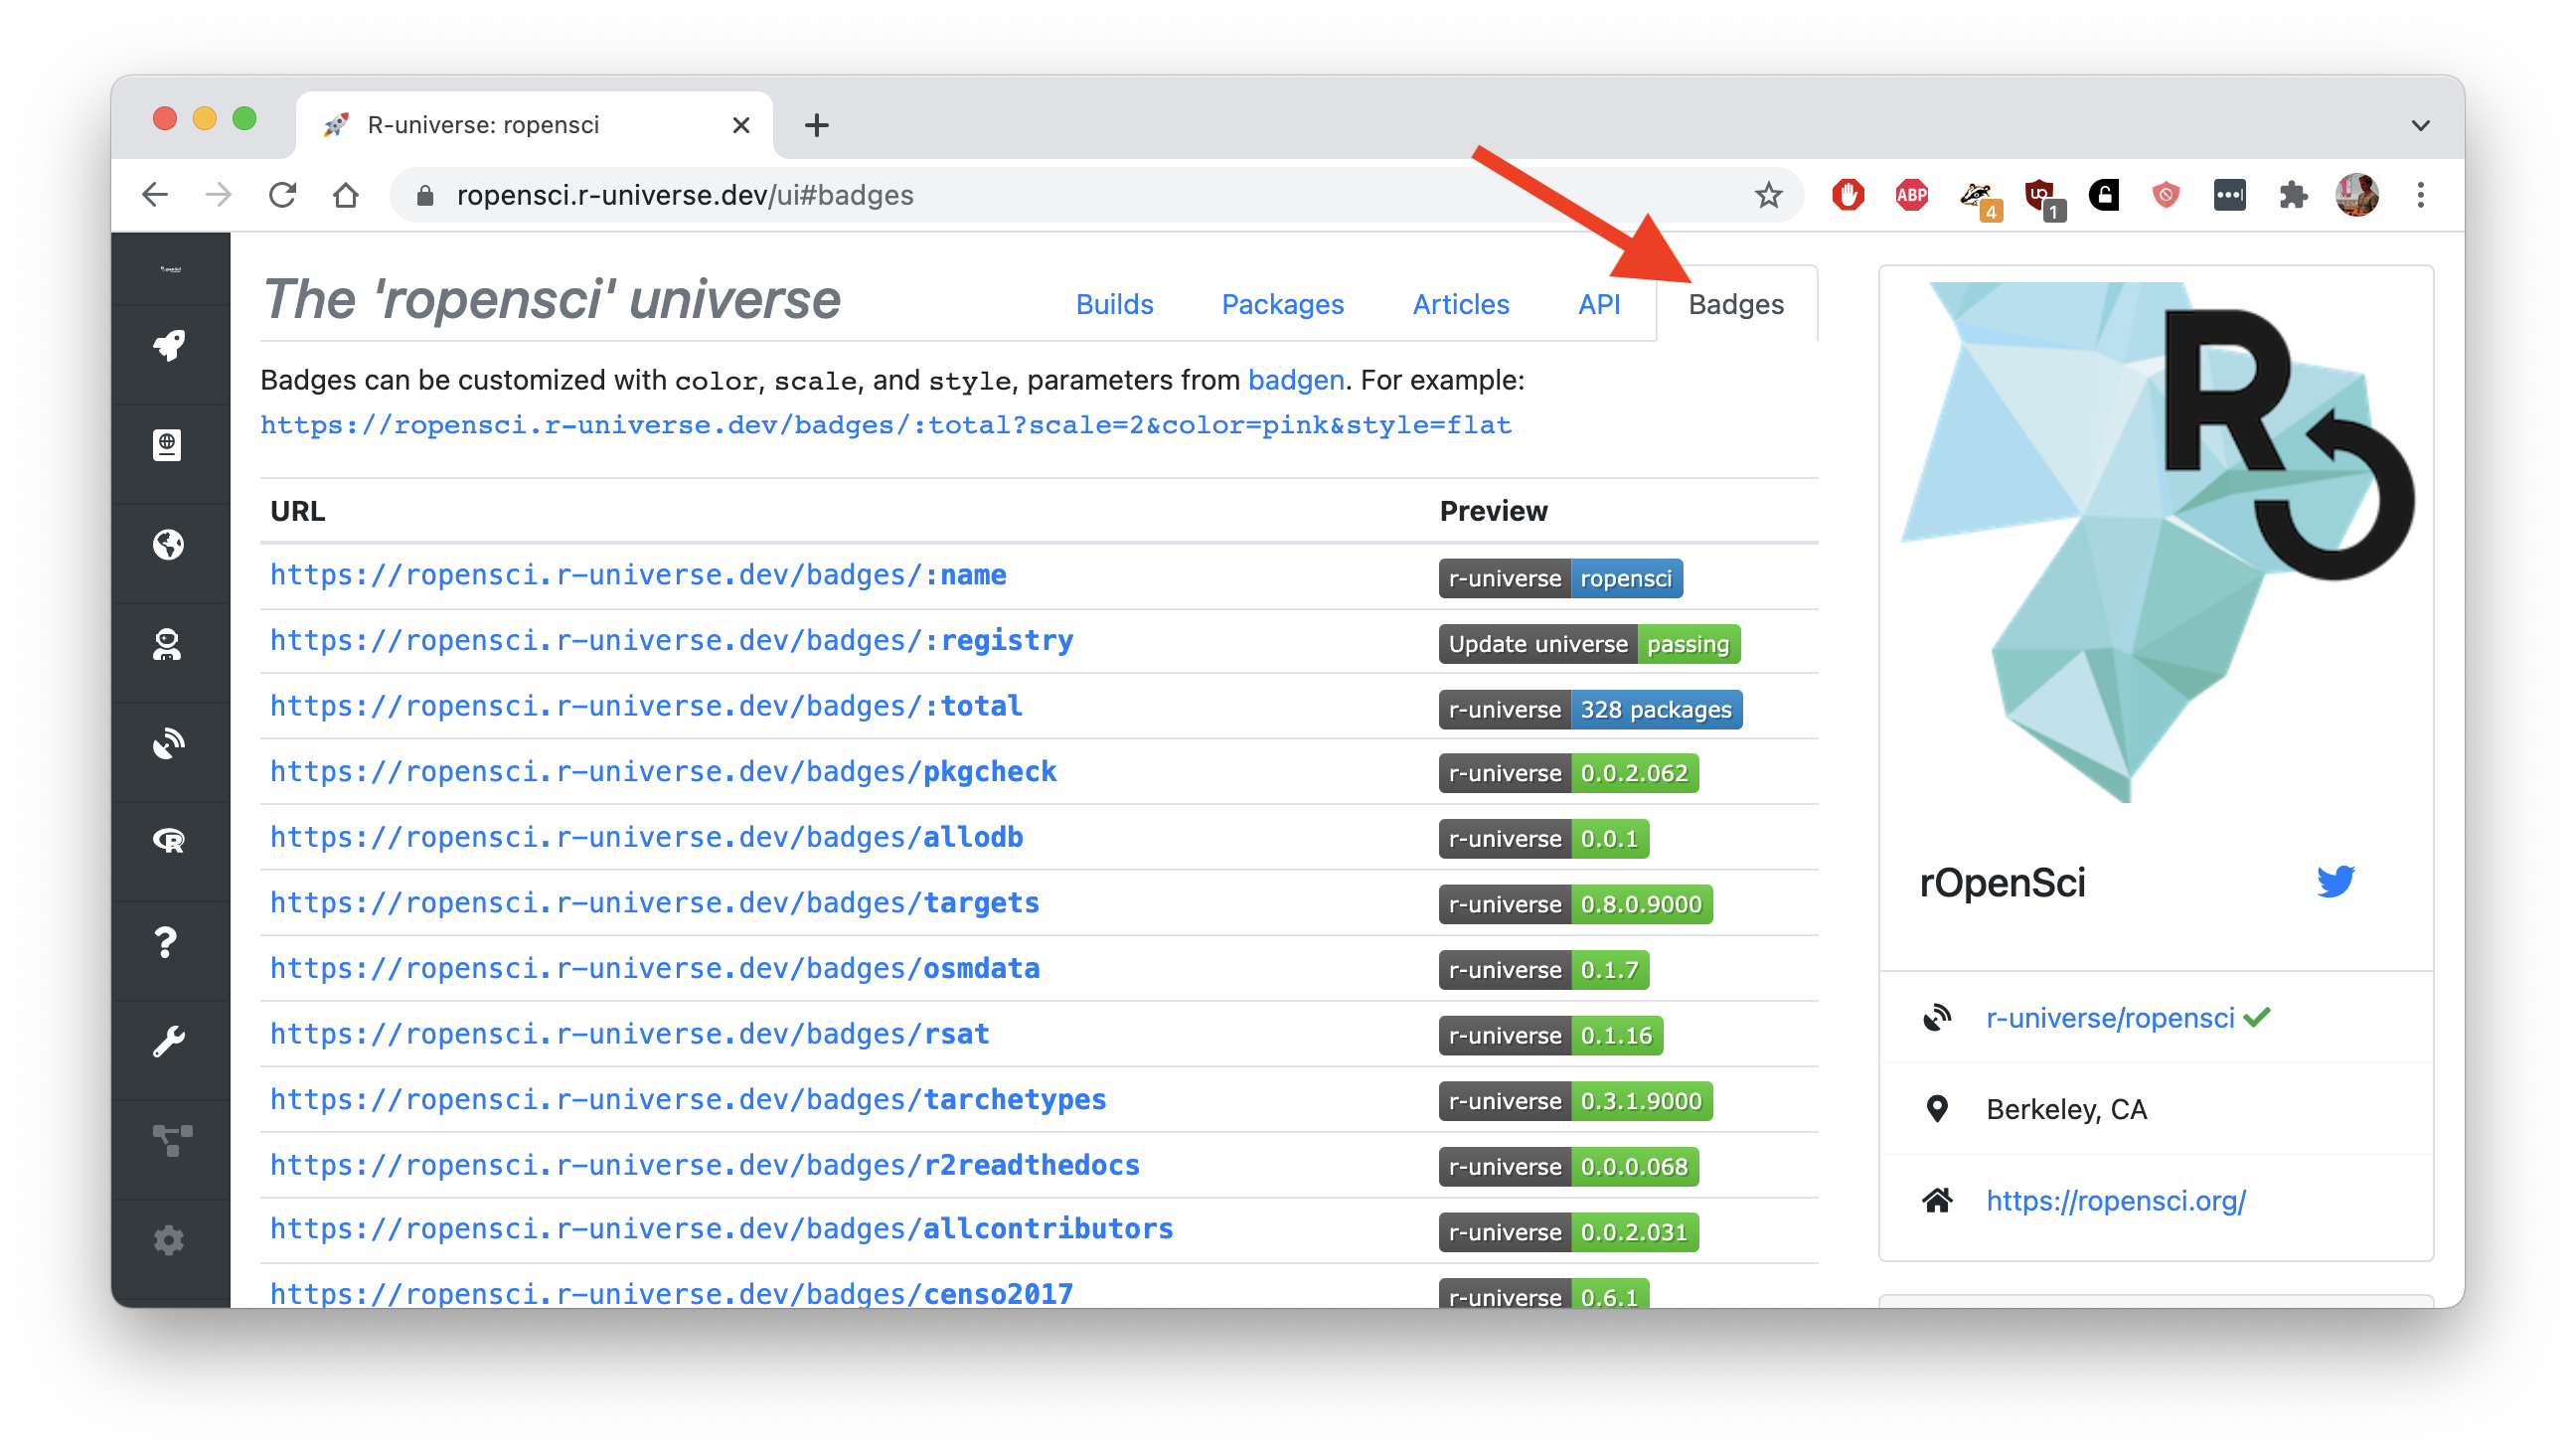 R-universe: ropensci
ropensci.r-universe.dev/ui#badges
ABP
4
1
The 'ropensci' universe
Builds
Packages
Articles
API
Badges
Badges can be customized with color, scale, and style, parameters from badgen. For example:
https://ropensci.r-universe.dev/badges/:total?scale=2&color=pink&style=flat
URL Preview
https://ropensci.r-universe.dev/badges/:name r-universe ropensci
https://ropensci.r-universe.dev/badges/:registry Update universe passing
https://ropensci.r-universe.dev/badges/:total r-universe 328 packages
https://ropensci.r-universe.dev/badges/pkgcheck r-universe 0.0.2.062
https://ropensci.r-universe.dev/badges/allodb r-universe 0.0.1
https://ropensci.r-universe.dev/badges/targets r-universe 0.8.0.9000
https://ropensci.r-universe.dev/badges/osmdata r-universe 0.1.7
https://ropensci.r-universe.dev/badges/rsat r-universe 0.1.16
https://ropensci.r-universe.dev/badges/tarchetypes r-universe 0.3.1.9000
https://ropensci.r-universe.dev/badges/r2readthedocs r-universe 0.0.0.068
https://ropensci.r-universe.dev/badges/allcontributors r-universe 0.0.2.031
https://ropensci.r-universe.dev/badges/censo2017 r-universe 0.6.1
R
rOpenSci
r-universe/ropensci
Berkeley, CA
https://ropensci.org/